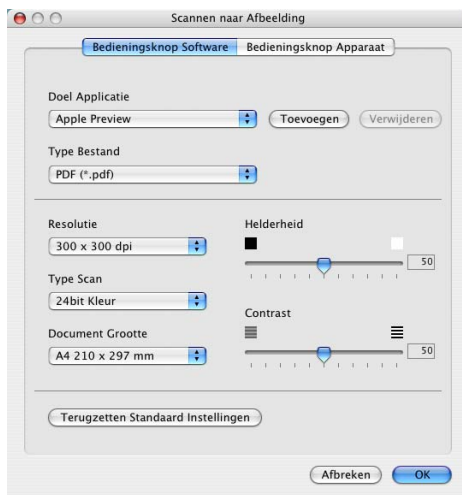 Scannen naar Afbeelding
Bedieningsknop Software Bedieningsknop Apparaat
Doel Applicatie
Apple Preview Toevoegen Verwijderen
Type Bestand
PDF (*.pdf)
Resolutie
300 x 300 dpi
Type Scan
24bit Kleur
Document Grootte
A4 210 x 297 mm
Helderheid
50
Contrast
50
Terugzetten Standaard Instellingen
Afbreken OK